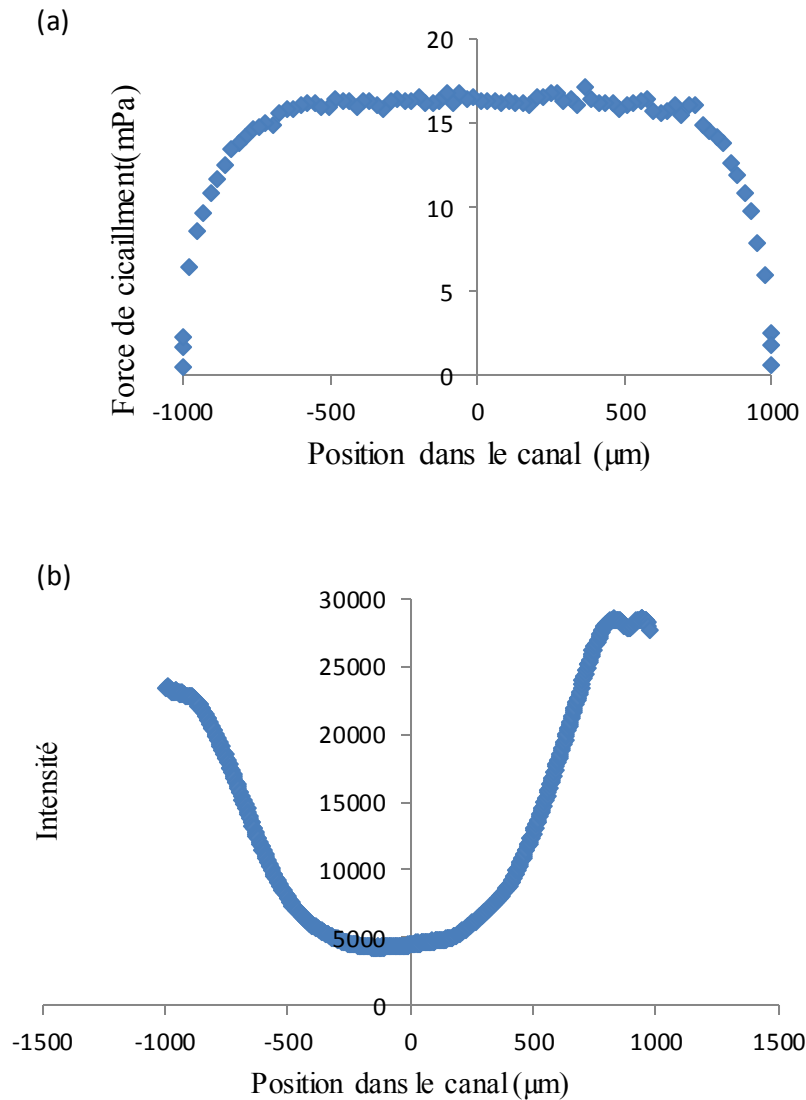 (a)
20
15
10
5
0
-1000 -500 0 500 1000
Force de cicaillment(mPa)
Position dans le canal (µm)
(b)
30000
25000
20000
15000
10000
5000
0
-1500 -1000 -500 0 500 1000 1500
Intensité
Position dans le canal (µm)